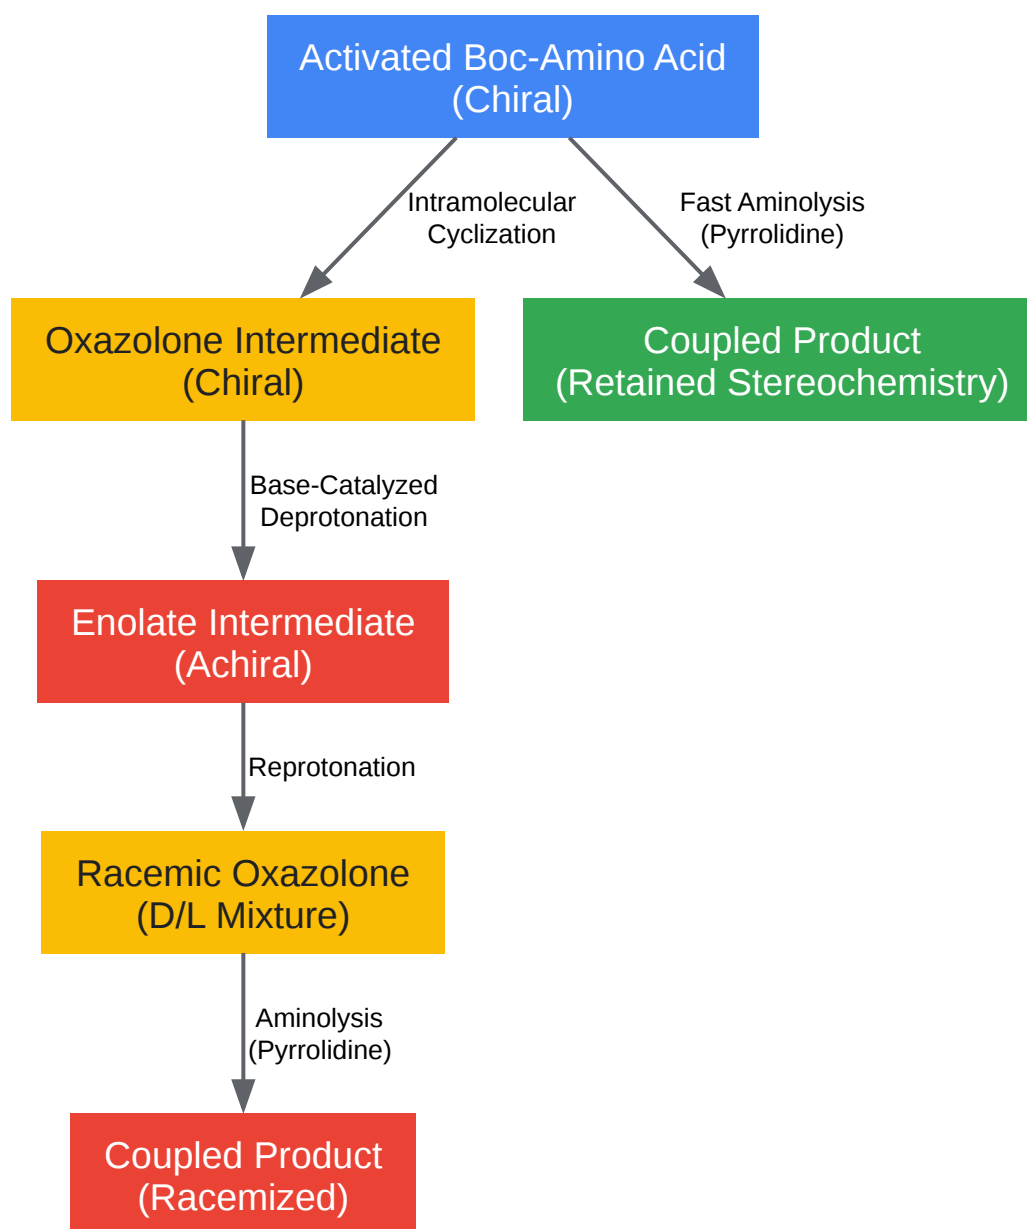 Activated Boc-Amino Acid
(Chiral)
Intramolecular
Cyclization
Fast Aminolysis
(Pyrrolidine)
Oxazolone Intermediate
(Chiral)
Coupled Product
(Retained Stereochemistry)
Base-Catalyzed
Deprotonation
Enolate Intermediate
(Achiral)
Reprotonation
Racemic Oxazolone
(D/L Mixture)
Aminolysis
(Pyrrolidine)
Coupled Product
(Racemized)